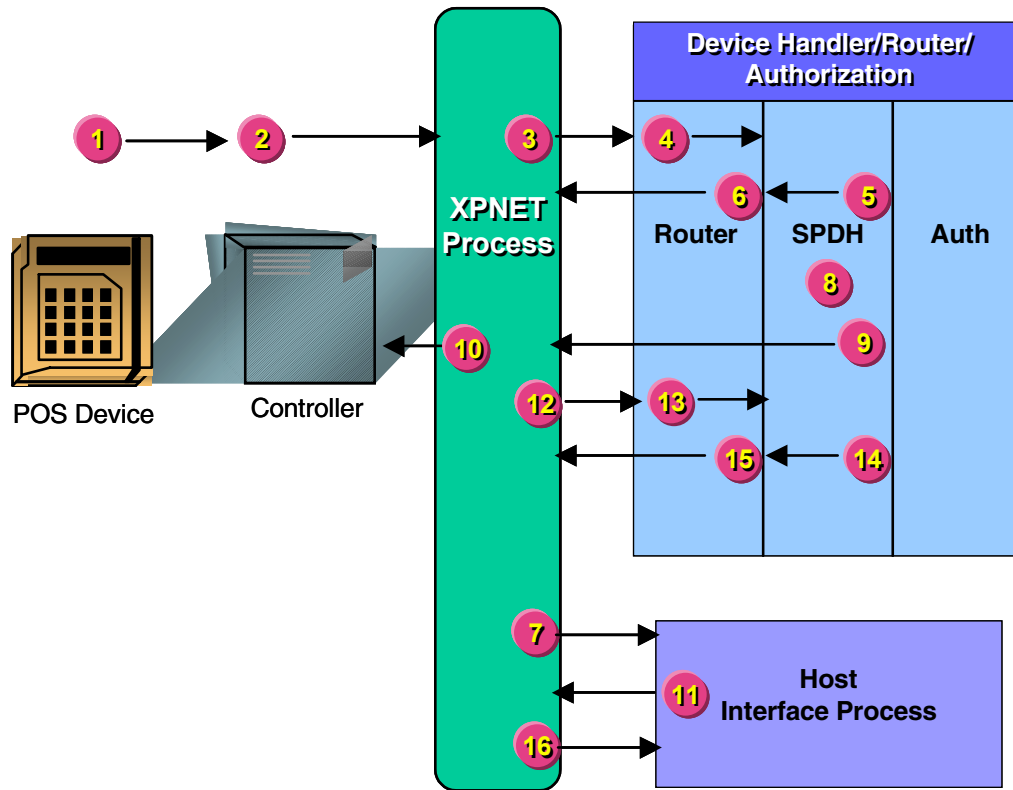 Device Handler/Router/
Authorization
1
2
3
4
XPNET
Process
6
5
Router
SPDH
Auth
8
9
10
POS Device
Controller
12
13
15
14
7
Host
Interface Process
11
16